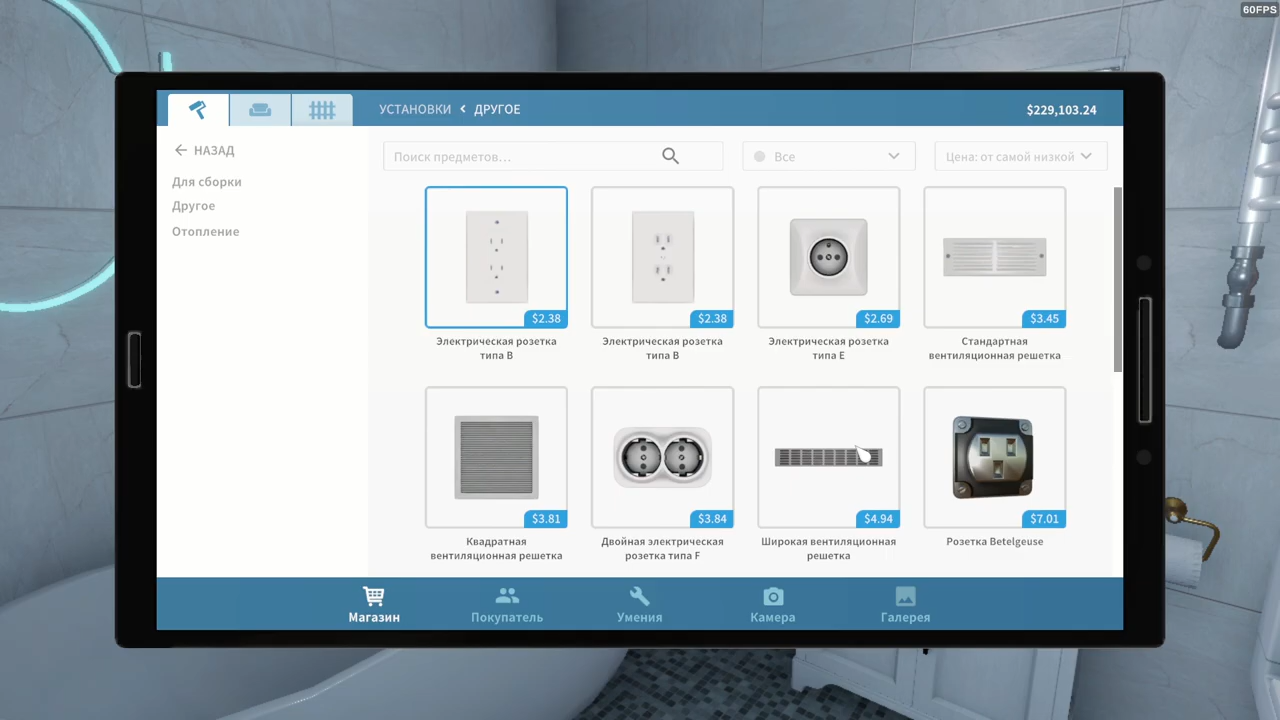 60FPS
УСТАНОВКИ < ДРУГОЕ
$229,103.24
НАЗАД
Для сборки
Другое
Отопление
Поиск предметов...
Все
Цена: от самой низкой
$2.38
$2.38
$2.69
$3.45
Электрическая розетка
типа B
Электрическая розетка
типа B
Электрическая розетка
типа E
Стандартная
вентиляционная решетка
$3.81
$3.84
$4.94
$7.01
Квадратная
вентиляционная решетка
Двойная электрическая
розетка типа F
Широкая вентиляционная
решетка
Розетка Betelgeuse
Магазин
Покупатель
Умения
Камера
Галерея